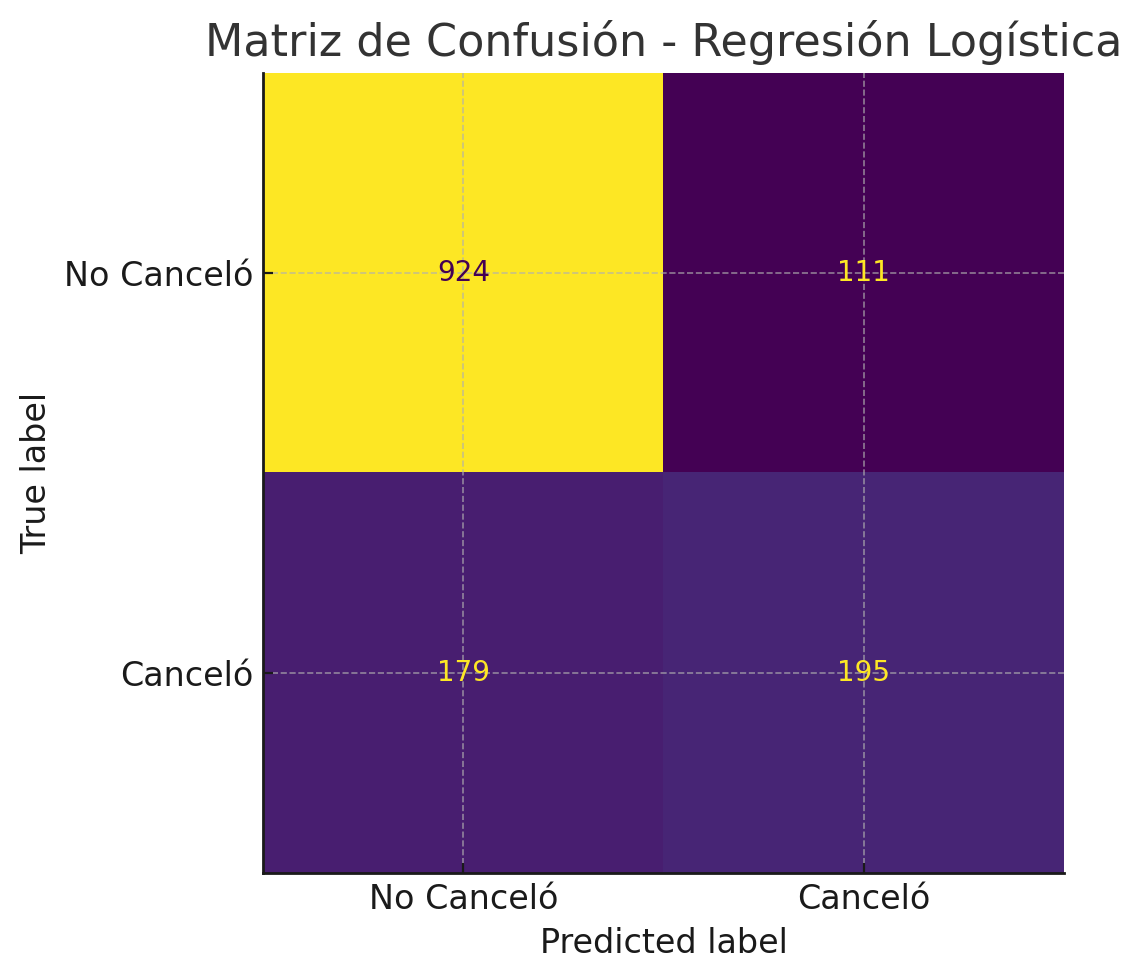 Matriz de Confusión - Regresión Logística
True label
No Canceló
924
111
Canceló
179
195
No Canceló
Canceló
Predicted label